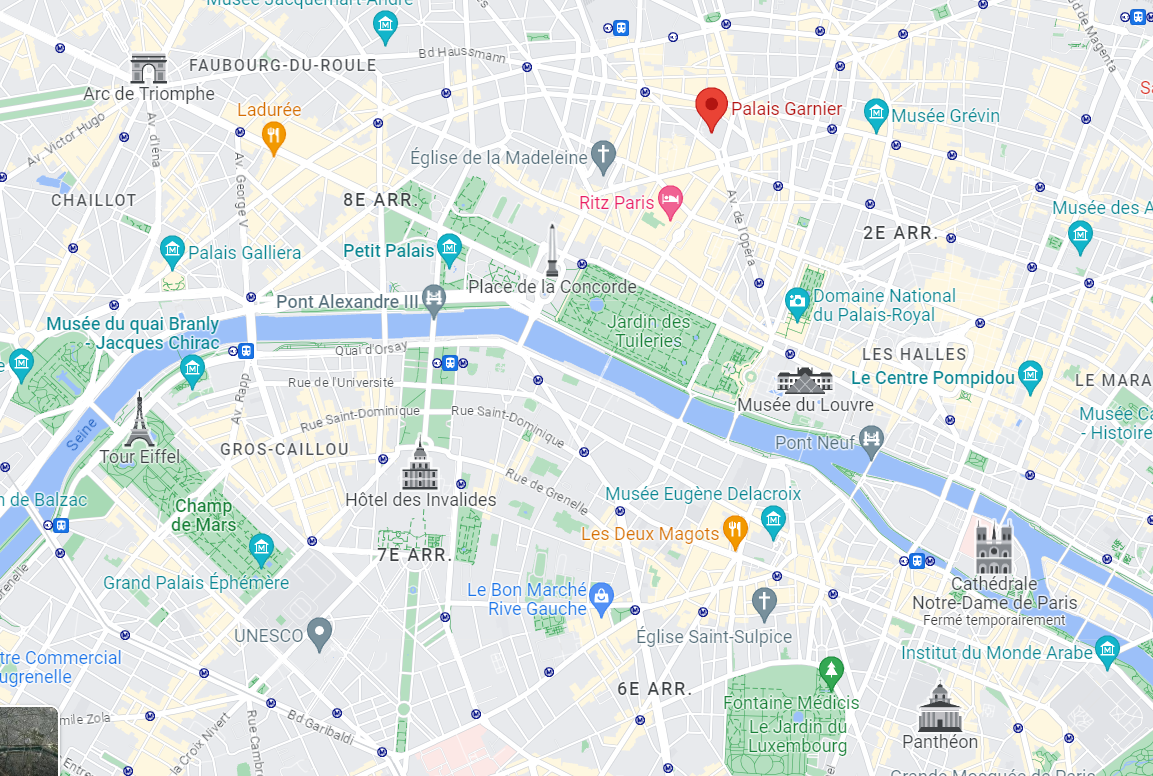 Musée Jacquemart-André
Bd Haussmann
FAUBOURG-DU-ROULE
Arc de Triomphe
Ladurée
Palais Garnier
Musée Grévin
Av. Victor Hugo
Av. d'Iéna
Av. George V
Église de la Madeleine
CHAILLOT
8E ARR.
Ritz Paris
Av. de l'Opéra
2E ARR.
Musée des A
Palais Galliera
Petit Palais
Place de la Concorde
Pont Alexandre III
Domaine National
du Palais-Royal
Musée du quai Branly
- Jacques Chirac
Jardin des
Tuileries
Quai d'Orsay
LES HALLES
Le Centre Pompidou
LE MARA
Rue de l'Université
Av. Rapp
Rue Saint-Dominique
Rue Saint-Dominique
Musée du Louvre
Musée Ca
- Histoire
Seine
Tour Eiffel
GROS-CAILLOU
Pont Neuf
Hôtel des Invalides
Rue de Grenelle
Musée Eugène Delacroix
n de Balzac
Champ
de Mars
Les Deux Magots
7E ARR.
Grand Palais Éphémère
Le Bon Marché
Rive Gauche
Cathédrale
Notre-Dame de Paris
Fermé temporairement
UNESCO
Église Saint-Sulpice
Institut du Monde Arabe
tre Commercial
ugrenelle
6E ARR.
Fontaine Médicis
Le Jardin du
Luxembourg
Panthéon
mile Zola
la Croix Nivert
Rue Cambro
Bd Garibaldi
Entre
Grande Mosquée de Paris